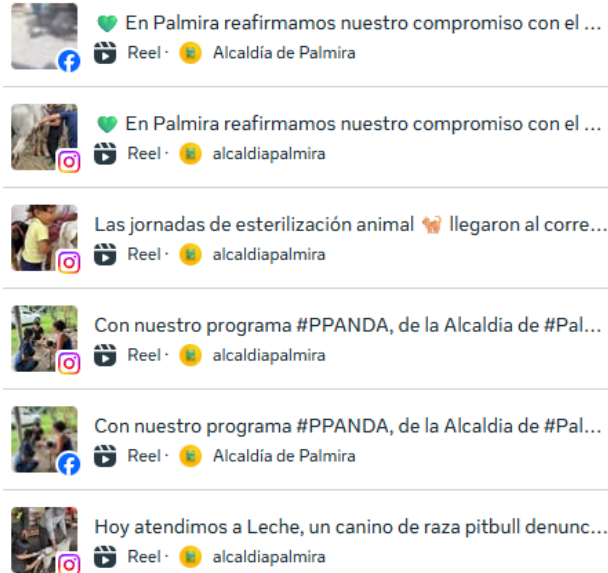 💚 En Palmira reafirmamos nuestro compromiso con el ...
Reel · Alcaldía de Palmira
💚 En Palmira reafirmamos nuestro compromiso con el ...
Reel · alcaldiapalmira
Las jornadas de esterilización animal 🐈 llegaron al corre...
Reel · alcaldiapalmira
Con nuestro programa #PPANDA, de la Alcaldia de #Pal...
Reel · alcaldiapalmira
Con nuestro programa #PPANDA, de la Alcaldia de #Pal...
Reel · Alcaldía de Palmira
Hoy atendimos a Leche, un canino de raza pitbull denunc...
Reel · alcaldiapalmira